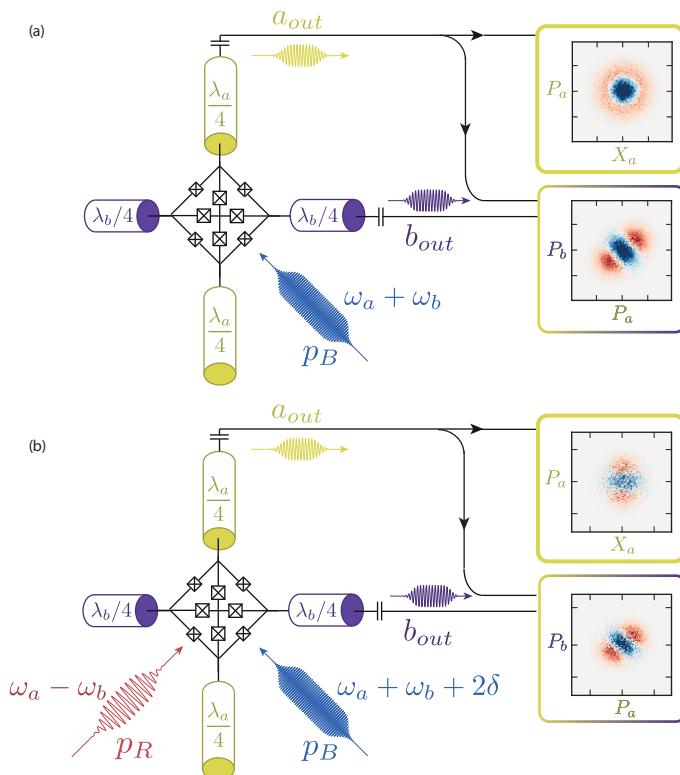 (a)
a_out
λ_a/4
P_a
X_a
λ_b/4
λ_b/4
b_out
P_b
P_a
ω_a + ω_b
p_B
λ_a/4
(b)
a_out
λ_a/4
P_a
X_a
λ_b/4
λ_b/4
b_out
P_b
P_a
ω_a − ω_b
ω_a + ω_b + 2δ
p_R
λ_a/4
p_B